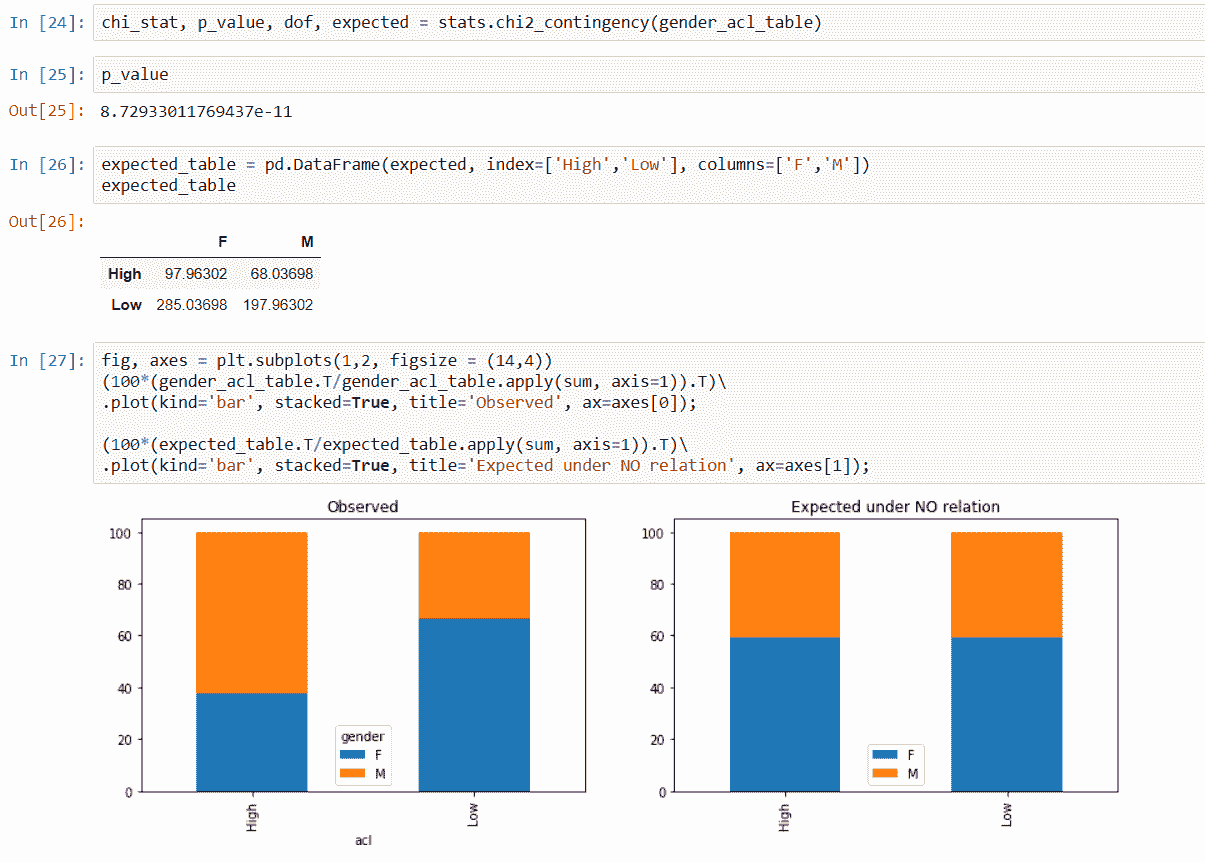 In [24]: chi_stat, p_value, dof, expected = stats.chi2_contingency(gender_acl_table)
In [25]: p_value
Out[25]: 8.72933011769437e-11
In [26]: expected_table = pd.DataFrame(expected, index=['High','Low'], columns=['F','M'])
expected_table
Out[26]:
F M
High 97.96302 68.03698
Low 285.03698 197.96302
In [27]: fig, axes = plt.subplots(1,2, figsize = (14,4))
(100*(gender_acl_table.T/gender_acl_table.apply(sum, axis=1)).T)\
.plot(kind='bar', stacked=True, title='Observed', ax=axes[0]);
(100*(expected_table.T/expected_table.apply(sum, axis=1)).T)\
.plot(kind='bar', stacked=True, title='Expected under NO relation', ax=axes[1]);
Observed
100
80
60
40
20
0
gender
F
M
High Low
acl
Expected under NO relation
100
80
60
40
20
0
F
M
High Low